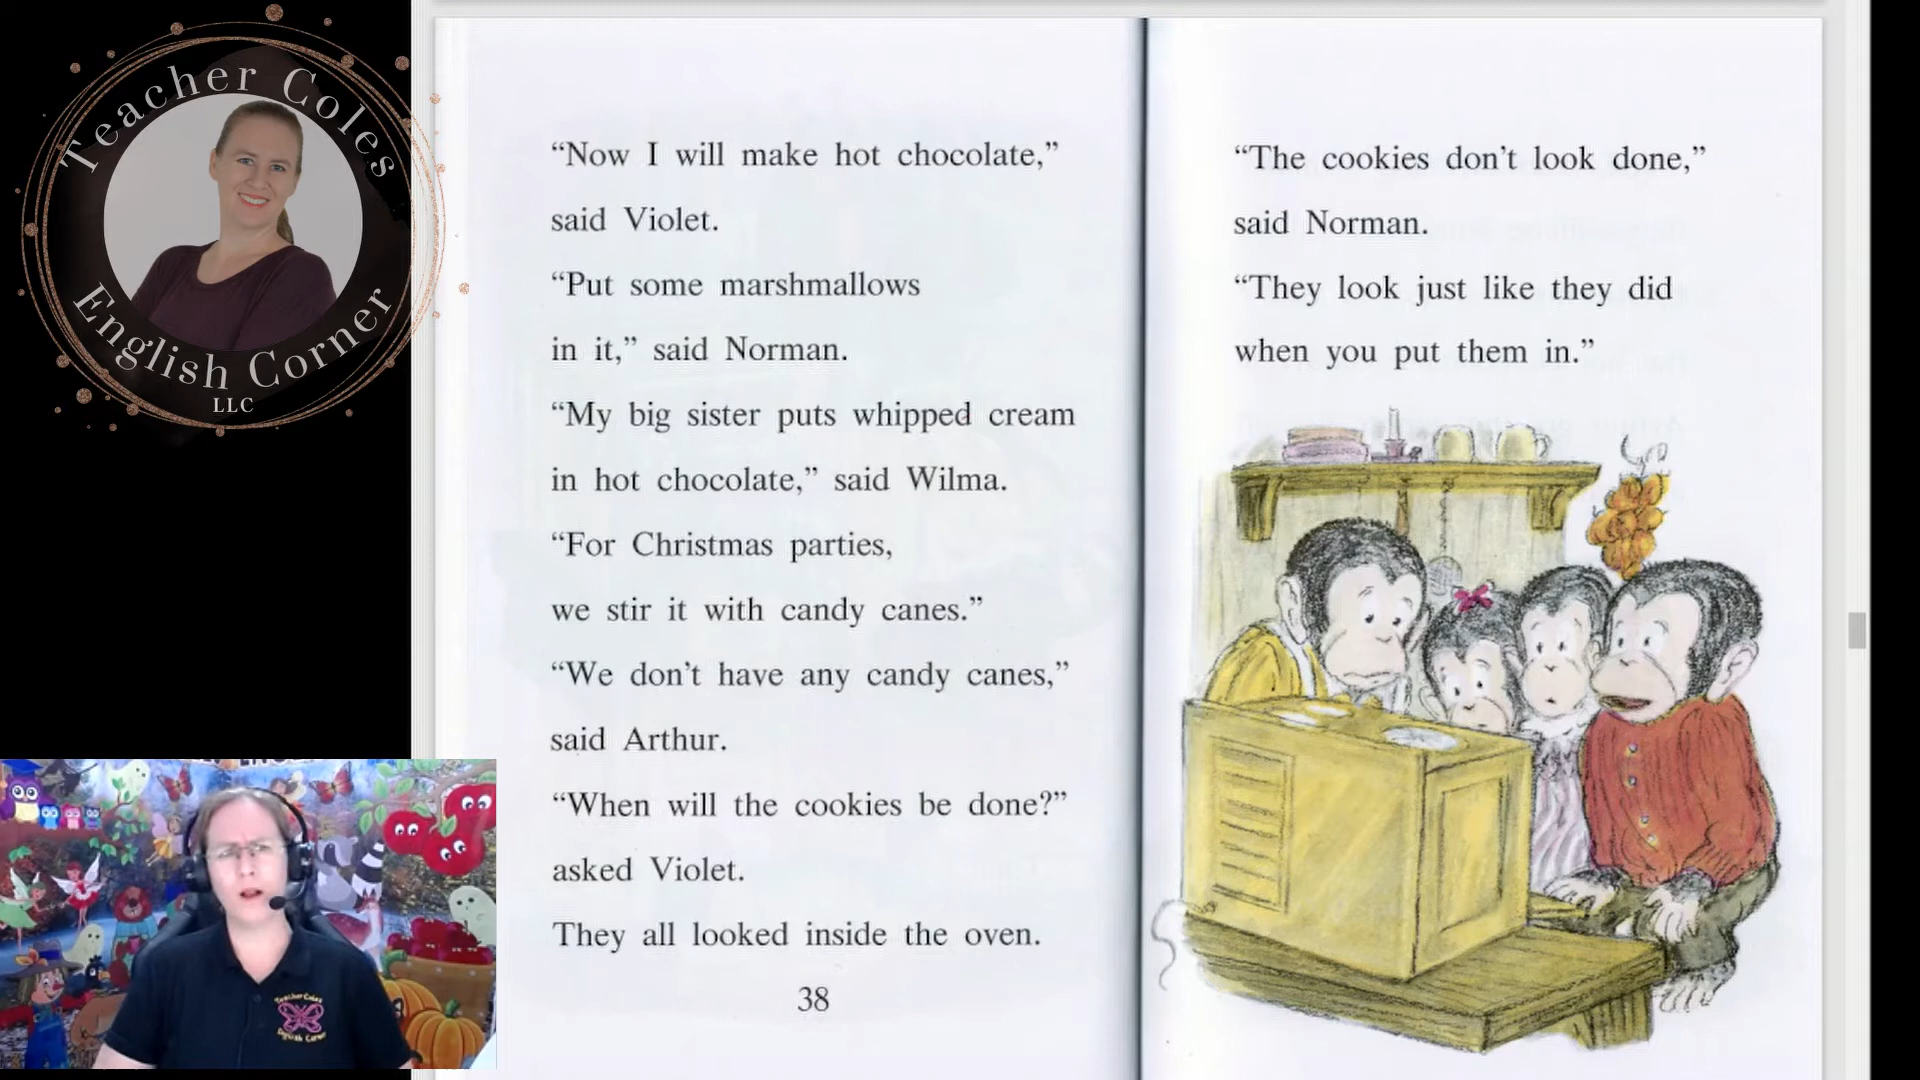 Teacher Coles
English Corner
LLC
“Now I will make hot chocolate,”
said Violet.
“Put some marshmallows
in it,” said Norman.
“My big sister puts whipped cream
in hot chocolate,” said Wilma.
“For Christmas parties,
we stir it with candy canes.”
“We don’t have any candy canes,”
said Arthur.
“When will the cookies be done?”
asked Violet.
They all looked inside the oven.
38
“The cookies don’t look done,”
said Norman.
“They look just like they did
when you put them in.”
Teacher Coles
English Corner